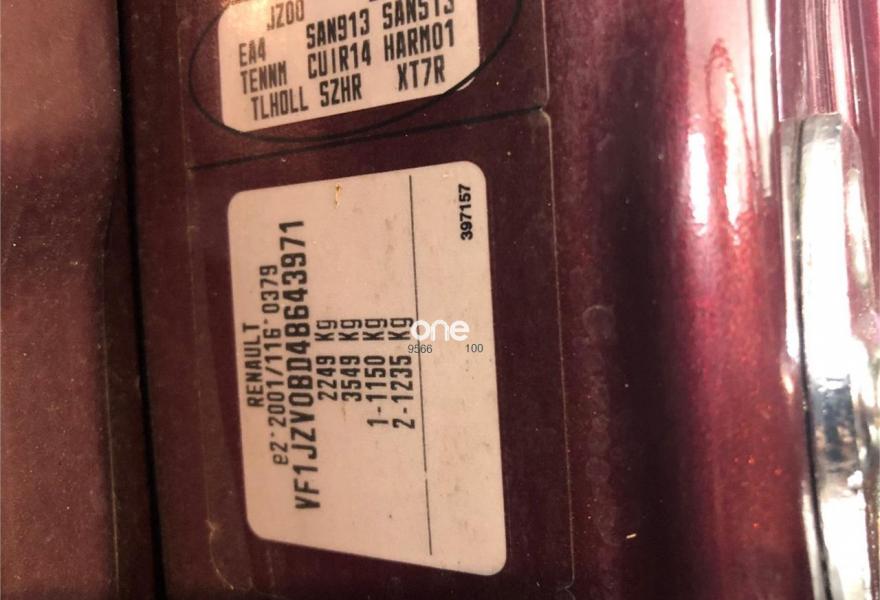 JZ00
EA4 SAN913 SAN513
TENNM CUIR14 HARM01
TLHOLL SZHR XT7R
RENAULT
e2*2001/116*0379
VF1JZV0BD4B643971
2249 Kg
3549 Kg
1-1150 Kg
2-1235 Kg
397157
one
9566 100